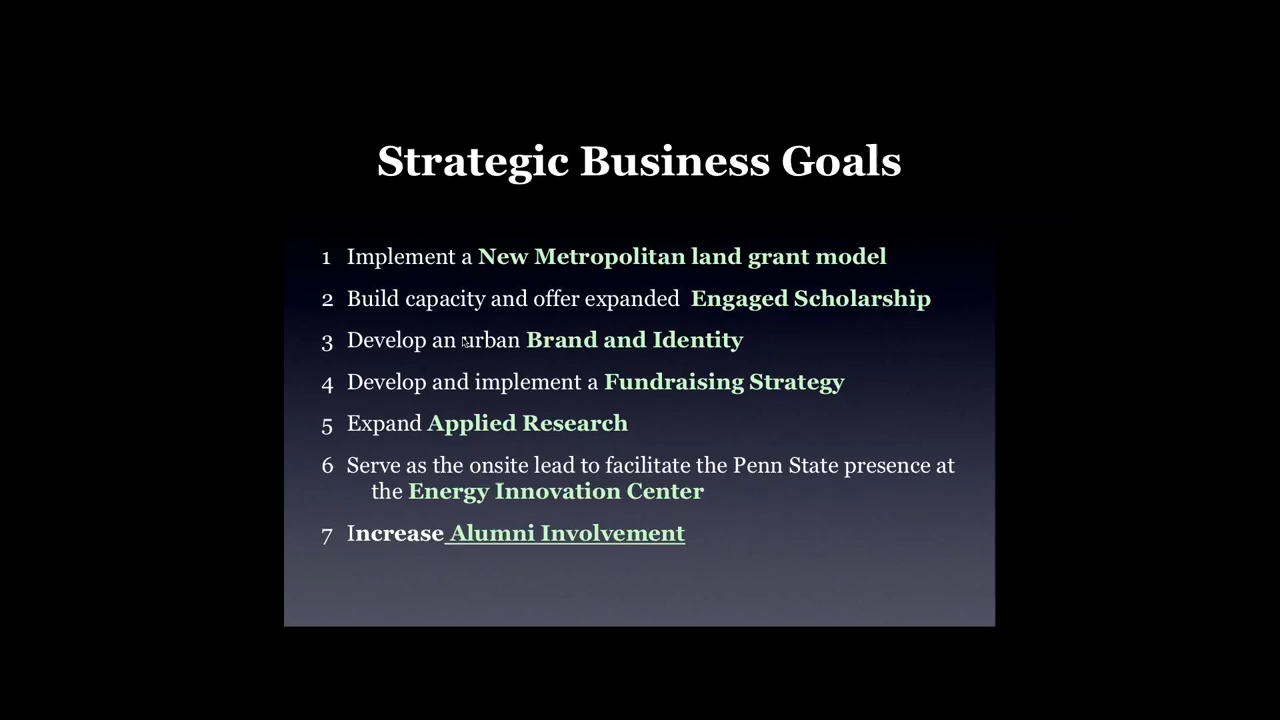 Strategic Business Goals
1 Implement a New Metropolitan land grant model
2 Build capacity and offer expanded Engaged Scholarship
3 Develop an urban Brand and Identity
4 Develop and implement a Fundraising Strategy
5 Expand Applied Research
6 Serve as the onsite lead to facilitate the Penn State presence at
the Energy Innovation Center
7 Increase Alumni Involvement